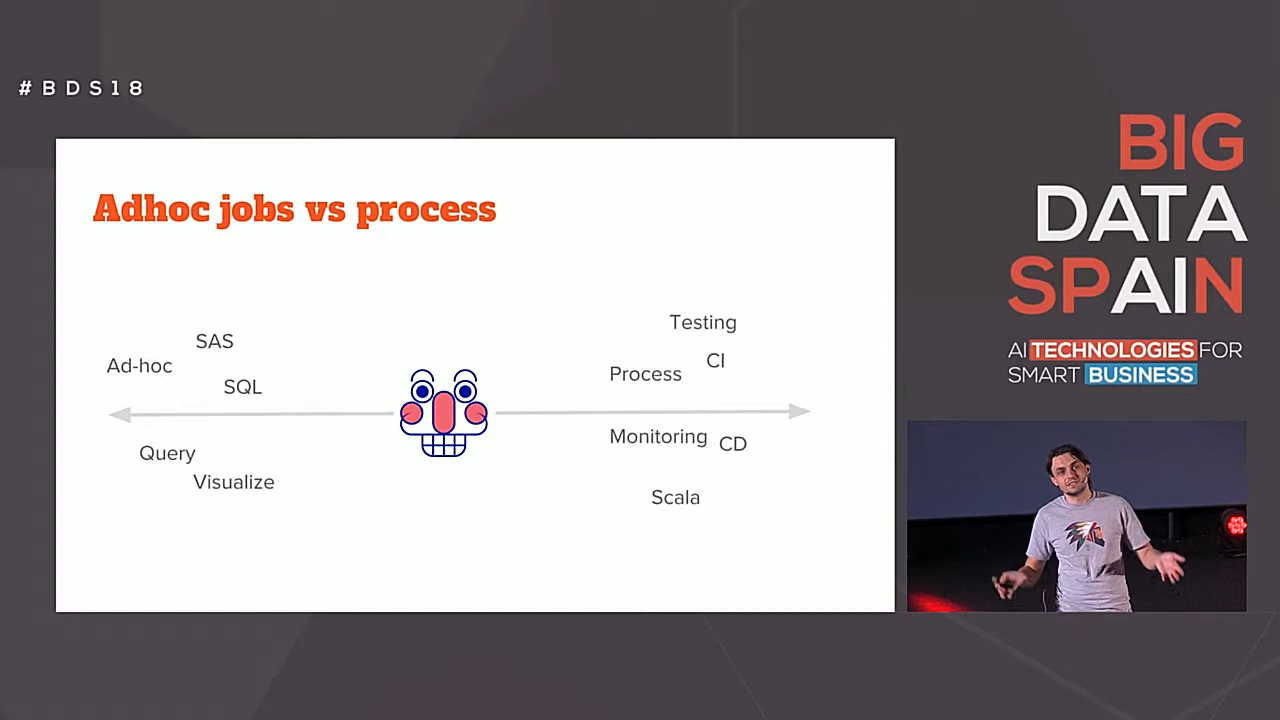 #BDS18
BIG
DATA
SPAIN
AI TECHNOLOGIES FOR
SMART BUSINESS
Adhoc jobs vs process
SAS
Ad-hoc
SQL
Query
Visualize
Testing
CI
Process
Monitoring
CD
Scala